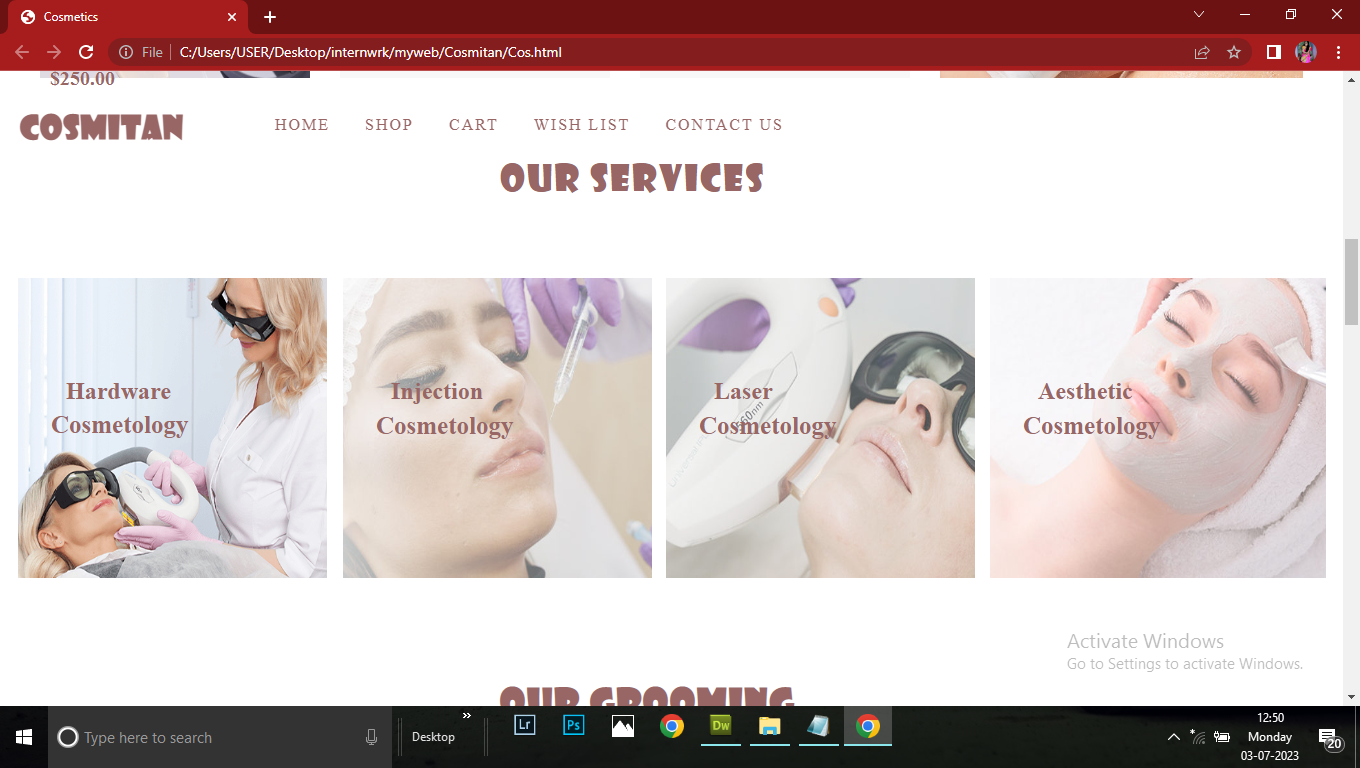 Cosmetics
File
C:/Users/USER/Desktop/internwrk/myweb/Cosmitan/Cos.html
$250.00
COSMITAN
HOME SHOP CART WISH LIST CONTACT US
OUR SERVICES
Hardware
Cosmetology
Injection
Cosmetology
Laser
Cosmetology
Aesthetic
Cosmetology
Activate Windows
Go to Settings to activate Windows.
OUR GROOMING
Type here to search
Desktop
Lr
Ps
Dw
12:50
Monday
03-07-2023
20